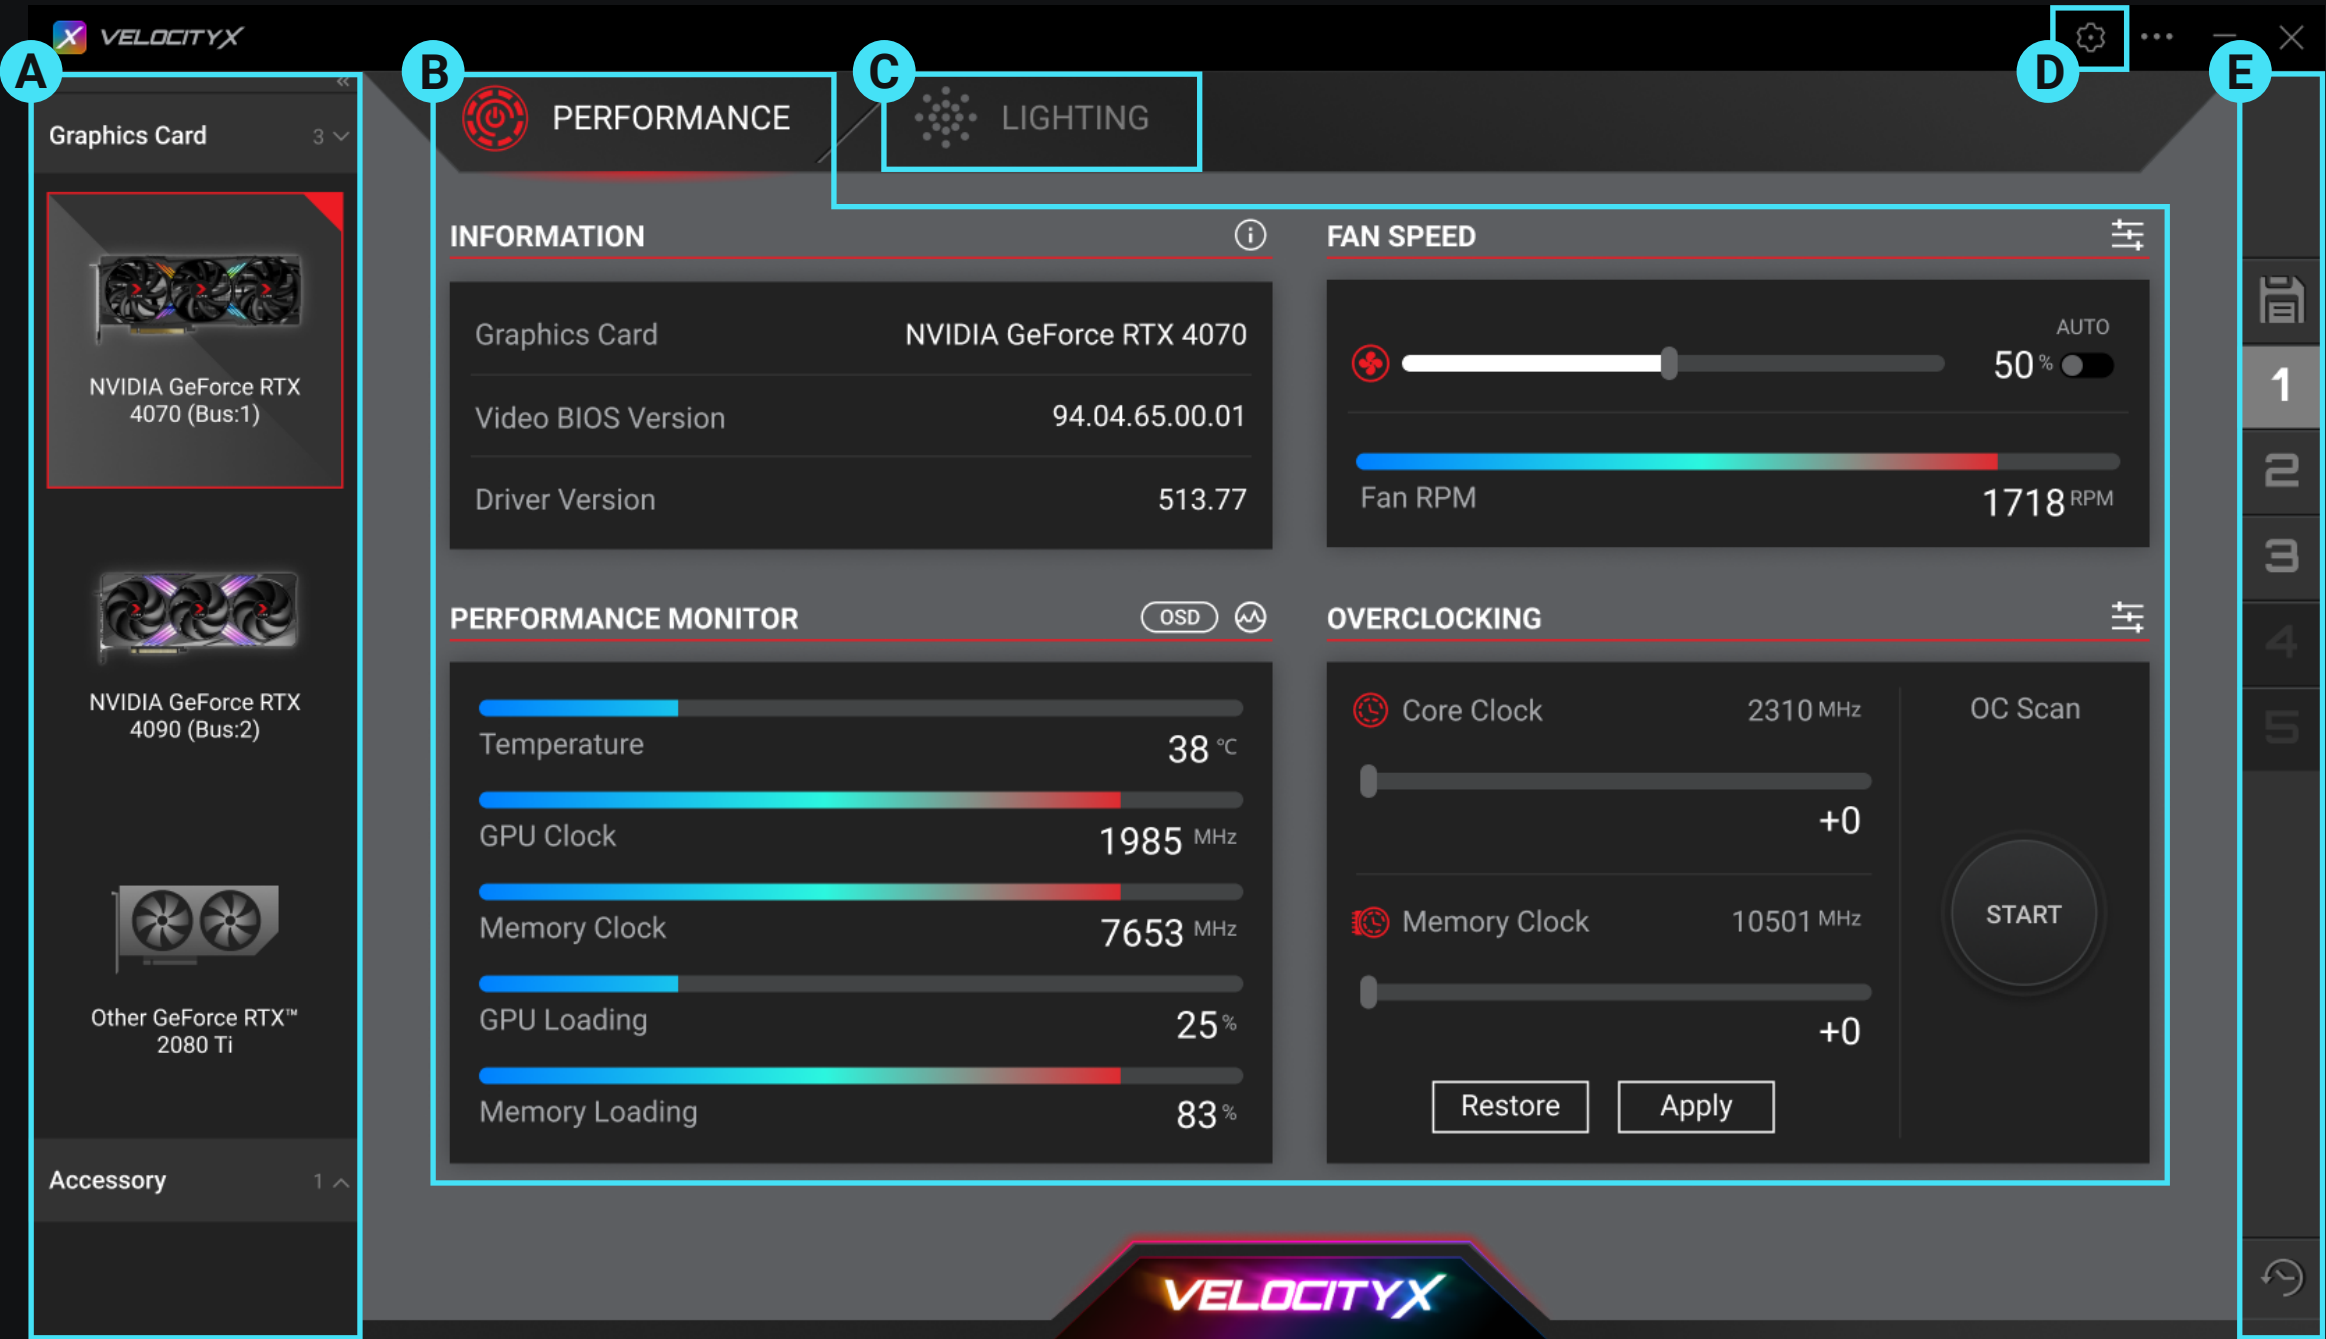 X VELOCITYX
A
B
C
D
E
«
Graphics Card 3
NVIDIA GeForce RTX
4070 (Bus:1)
NVIDIA GeForce RTX
4090 (Bus:2)
Other GeForce RTX™
2080 Ti
Accessory 1
PERFORMANCE
LIGHTING
INFORMATION
Graphics Card NVIDIA GeForce RTX 4070
Video BIOS Version 94.04.65.00.01
Driver Version 513.77
FAN SPEED
AUTO
50 %
Fan RPM 1718 RPM
PERFORMANCE MONITOR OSD
Temperature 38 °C
GPU Clock 1985 MHz
Memory Clock 7653 MHz
GPU Loading 25 %
Memory Loading 83 %
OVERCLOCKING
Core Clock 2310 MHz
+0
Memory Clock 10501 MHz
+0
Restore Apply
OC Scan
START
1
2
3
4
5
VELOCITYX